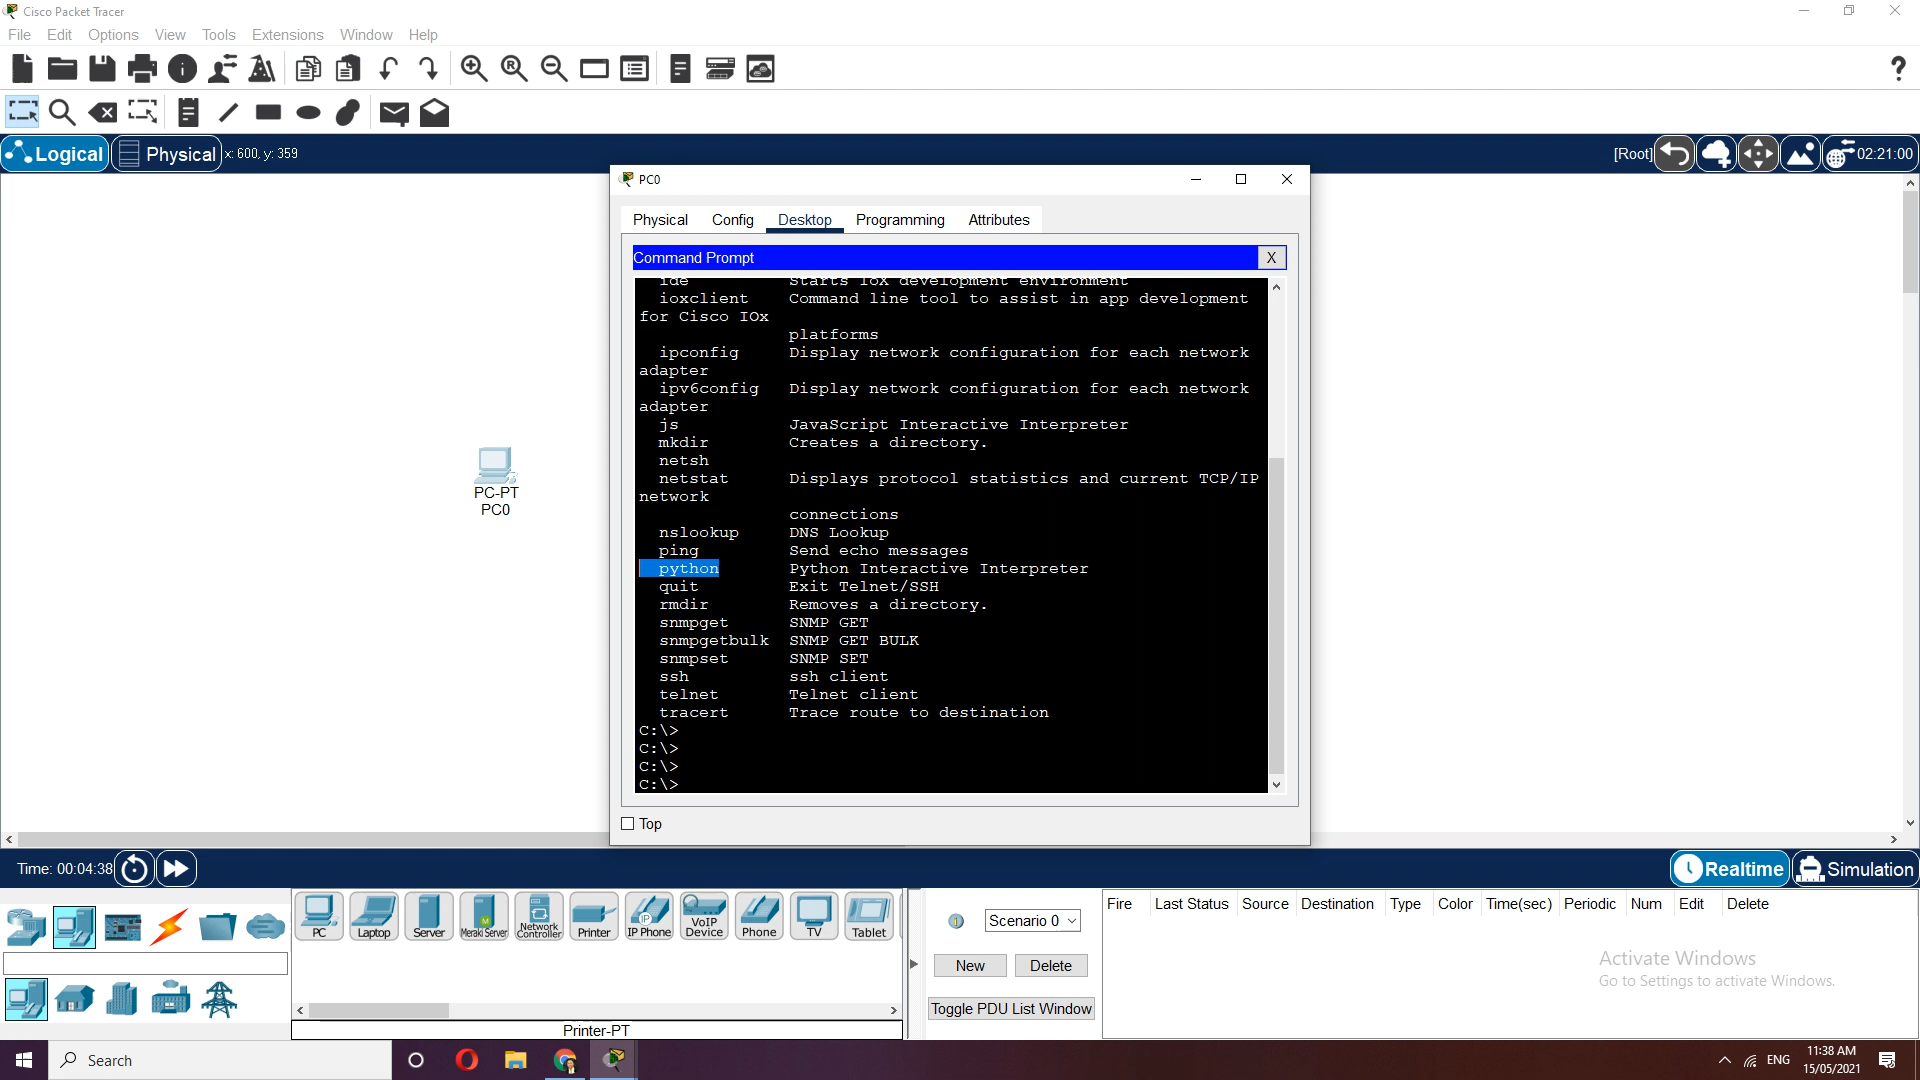 Cisco Packet Tracer
File Edit Options View Tools Extensions Window Help
Logical Physical x: 600, y: 359 [Root] 02:21:00
PC0
Physical Config Desktop Programming Attributes
Command Prompt X
ide Starts IOx development environment
ioxclient Command line tool to assist in app development
for Cisco IOx
platforms
ipconfig Display network configuration for each network
adapter
ipv6config Display network configuration for each network
adapter
js JavaScript Interactive Interpreter
mkdir Creates a directory.
netsh
netstat Displays protocol statistics and current TCP/IP
network
connections
nslookup DNS Lookup
ping Send echo messages
python Python Interactive Interpreter
quit Exit Telnet/SSH
rmdir Removes a directory.
snmpget SNMP GET
snmpgetbulk SNMP GET BULK
snmpset SNMP SET
ssh ssh client
telnet Telnet client
tracert Trace route to destination
C:\>
C:\>
C:\>
C:\>
Top
PC-PT
PC0
Time: 00:04:38 Realtime Simulation
PC Laptop Server Meraki Server Network Controller Printer IP Phone VoIP Device Phone TV Tablet
Printer-PT
Scenario 0
New Delete
Toggle PDU List Window
Fire Last Status Source Destination Type Color Time(sec) Periodic Num Edit Delete
Activate Windows
Go to Settings to activate Windows.
Search
ENG 11:38 AM
15/05/2021